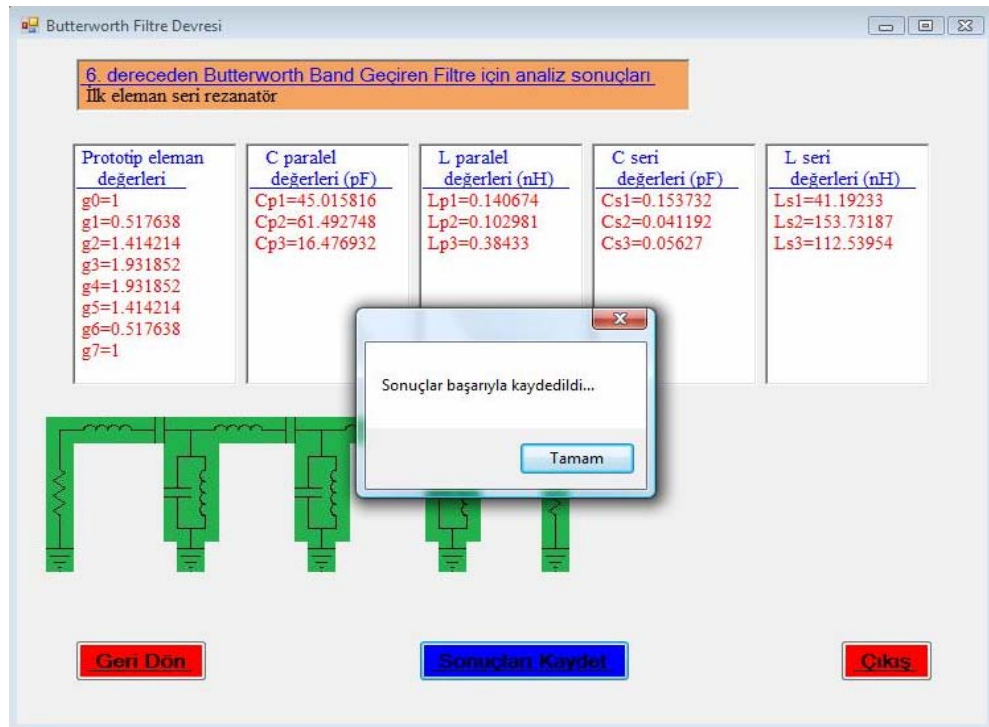 Butterworth Filtre Devresi
6. dereceden Butterworth Band Geçiren Filtre için analiz sonuçları
İlk eleman seri rezanatör
Prototip eleman
değerleri
g0=1
g1=0.517638
g2=1.414214
g3=1.931852
g4=1.931852
g5=1.414214
g6=0.517638
g7=1
C paralel
değerleri (pF)
Cp1=45.015816
Cp2=61.492748
Cp3=16.476932
L paralel
değerleri (nH)
Lp1=0.140674
Lp2=0.102981
Lp3=0.38433
C seri
değerleri (pF)
Cs1=0.153732
Cs2=0.041192
Cs3=0.05627
L seri
değerleri (nH)
Ls1=41.19233
Ls2=153.73187
Ls3=112.53954
Sonuçlar başarıyla kaydedildi...
Tamam
Geri Dön
Sonuçları Kaydet
Çıkış